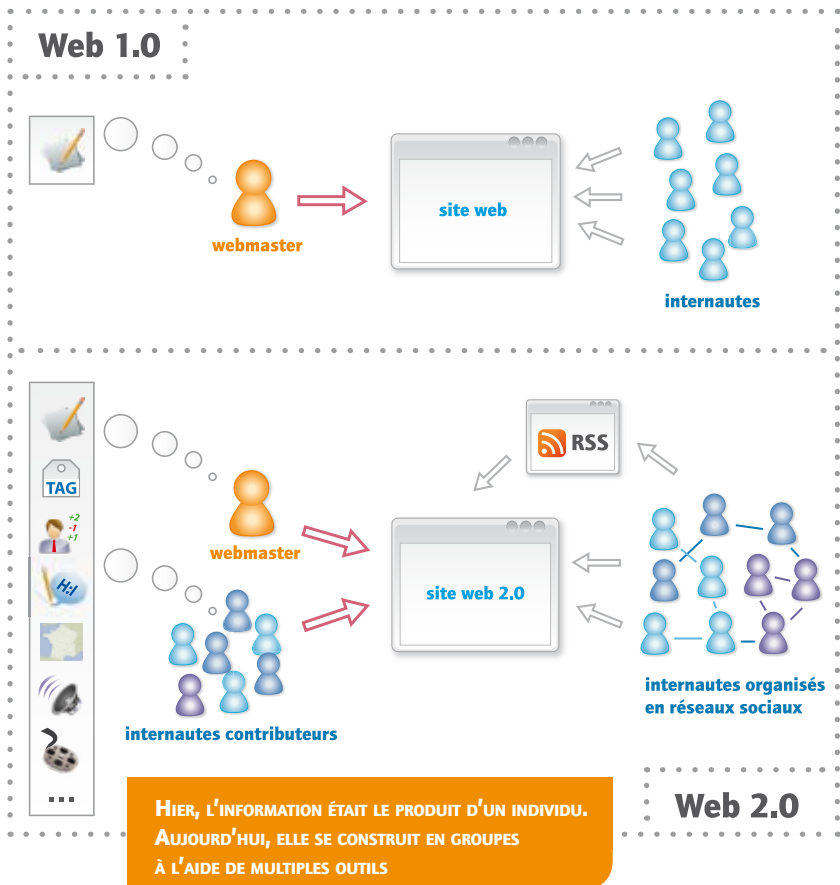 Web 1.0
site web
webmaster
internautes
RSS
TAG
+2
-1
+1
webmaster
H:I
site web 2.0
internautes organisés
en réseaux sociaux
internautes contributeurs
...
Web 2.0
HIER, L'INFORMATION ÉTAIT LE PRODUIT D'UN INDIVIDU.
AUJOURD'HUI, ELLE SE CONSTRUIT EN GROUPES
À L'AIDE DE MULTIPLES OUTILS